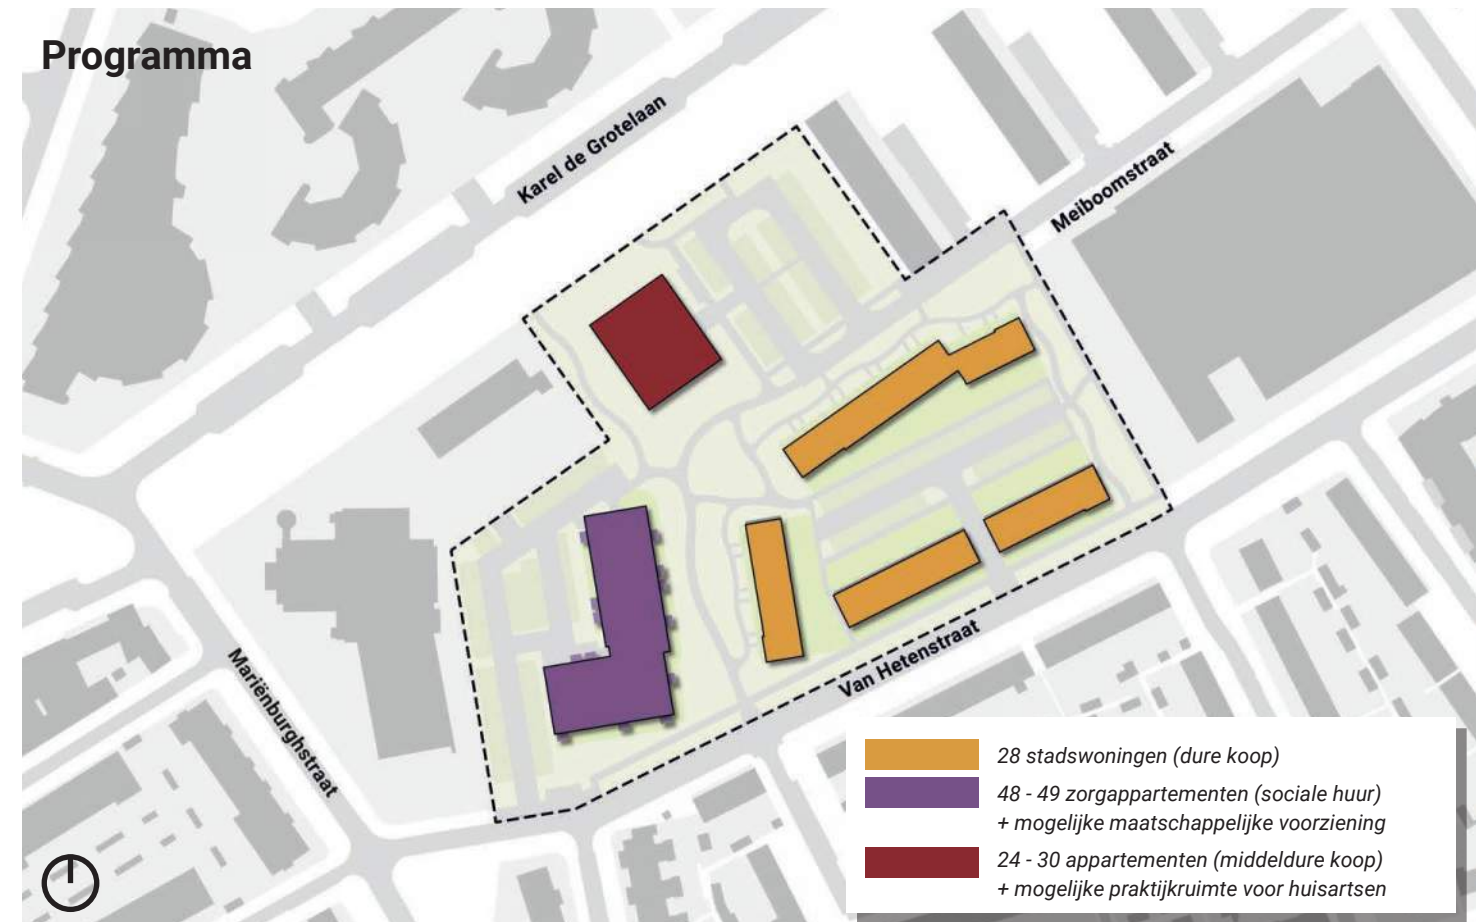 Programma
Karel de Grotelaan
Meiboomstraat
Van Hetenstraat
Mariënburghstraat
28 stadswoningen (dure koop)
48 - 49 zorgappartementen (sociale huur)
+ mogelijke maatschappelijke voorziening
24 - 30 appartementen (middeldure koop)
+ mogelijke praktijkruimte voor huisartsen